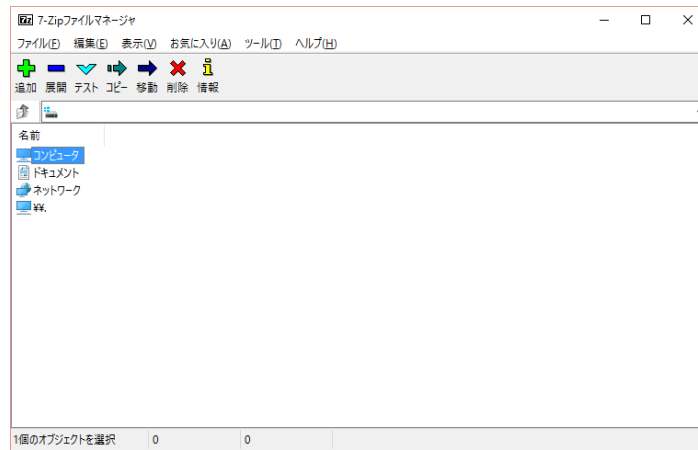 7z 7-Zipファイルマネージャ
ファイル(F) 編集(E) 表示(V) お気に入り(A) ツール(T) ヘルプ(H)
追加 展開 テスト コピー 移動 削除 情報
名前
コンピュータ
ドキュメント
ネットワーク
¥¥.
1個のオブジェクトを選択 0 0